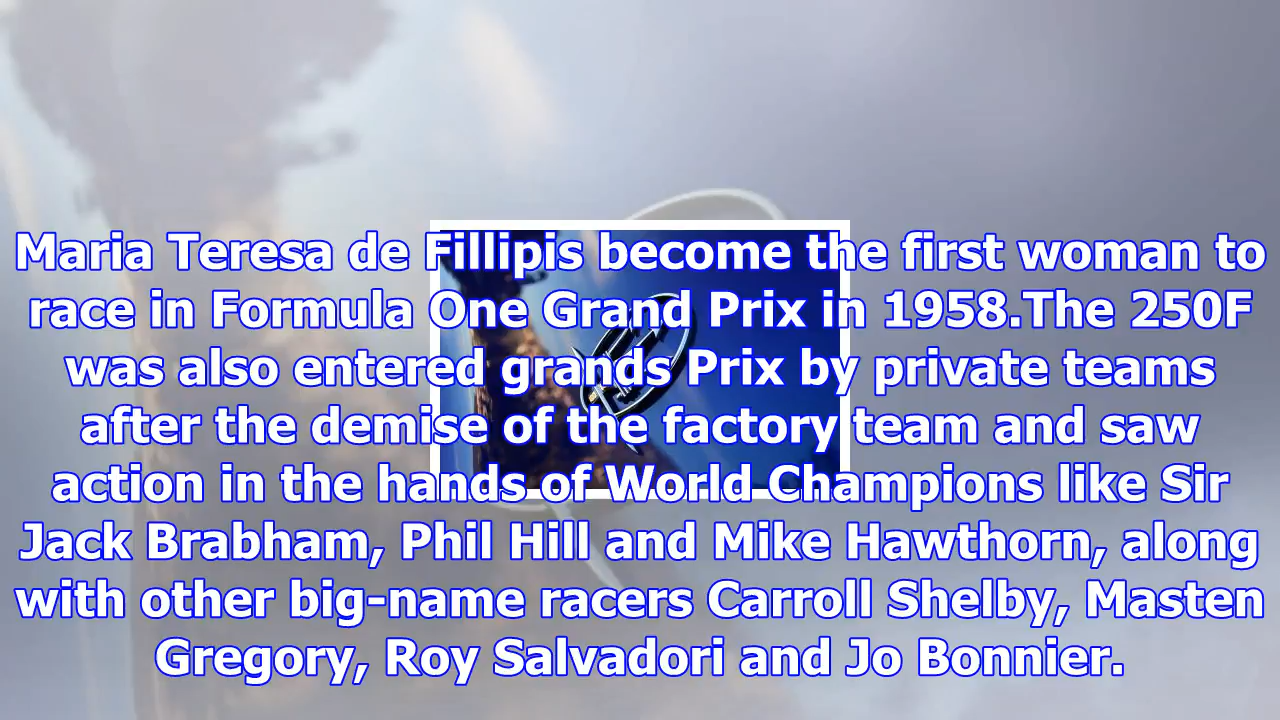 Maria Teresa de Fillipis become the first woman to
race in Formula One Grand Prix in 1958.The 250F
was also entered grands Prix by private teams
after the demise of the factory team and saw
action in the hands of World Champions like Sir
Jack Brabham, Phil Hill and Mike Hawthorn, along
with other big-name racers Carroll Shelby, Masten
Gregory, Roy Salvadori and Jo Bonnier.